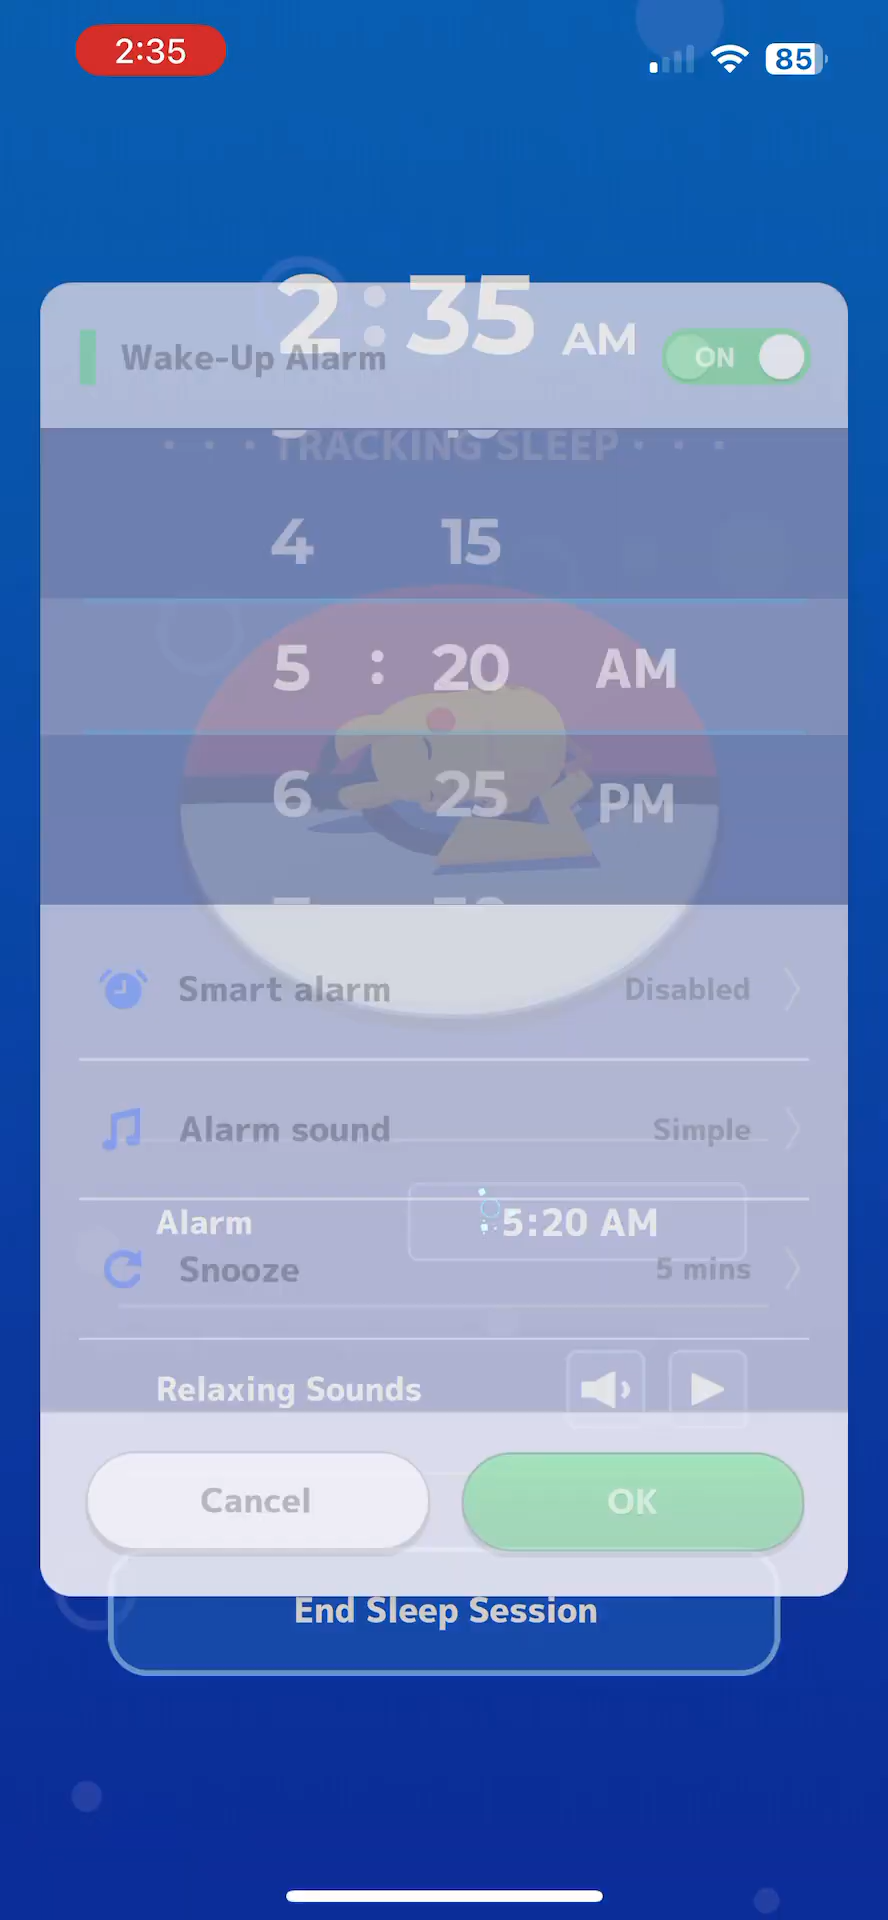 2:35
85
2:35 AM
Wake-Up Alarm
ON
TRACKING SLEEP
4 15
5 : 20 AM
6 25 PM
Smart alarm Disabled
Alarm sound Simple
Alarm 5:20 AM
Snooze 5 mins
Relaxing Sounds
Cancel OK
End Sleep Session